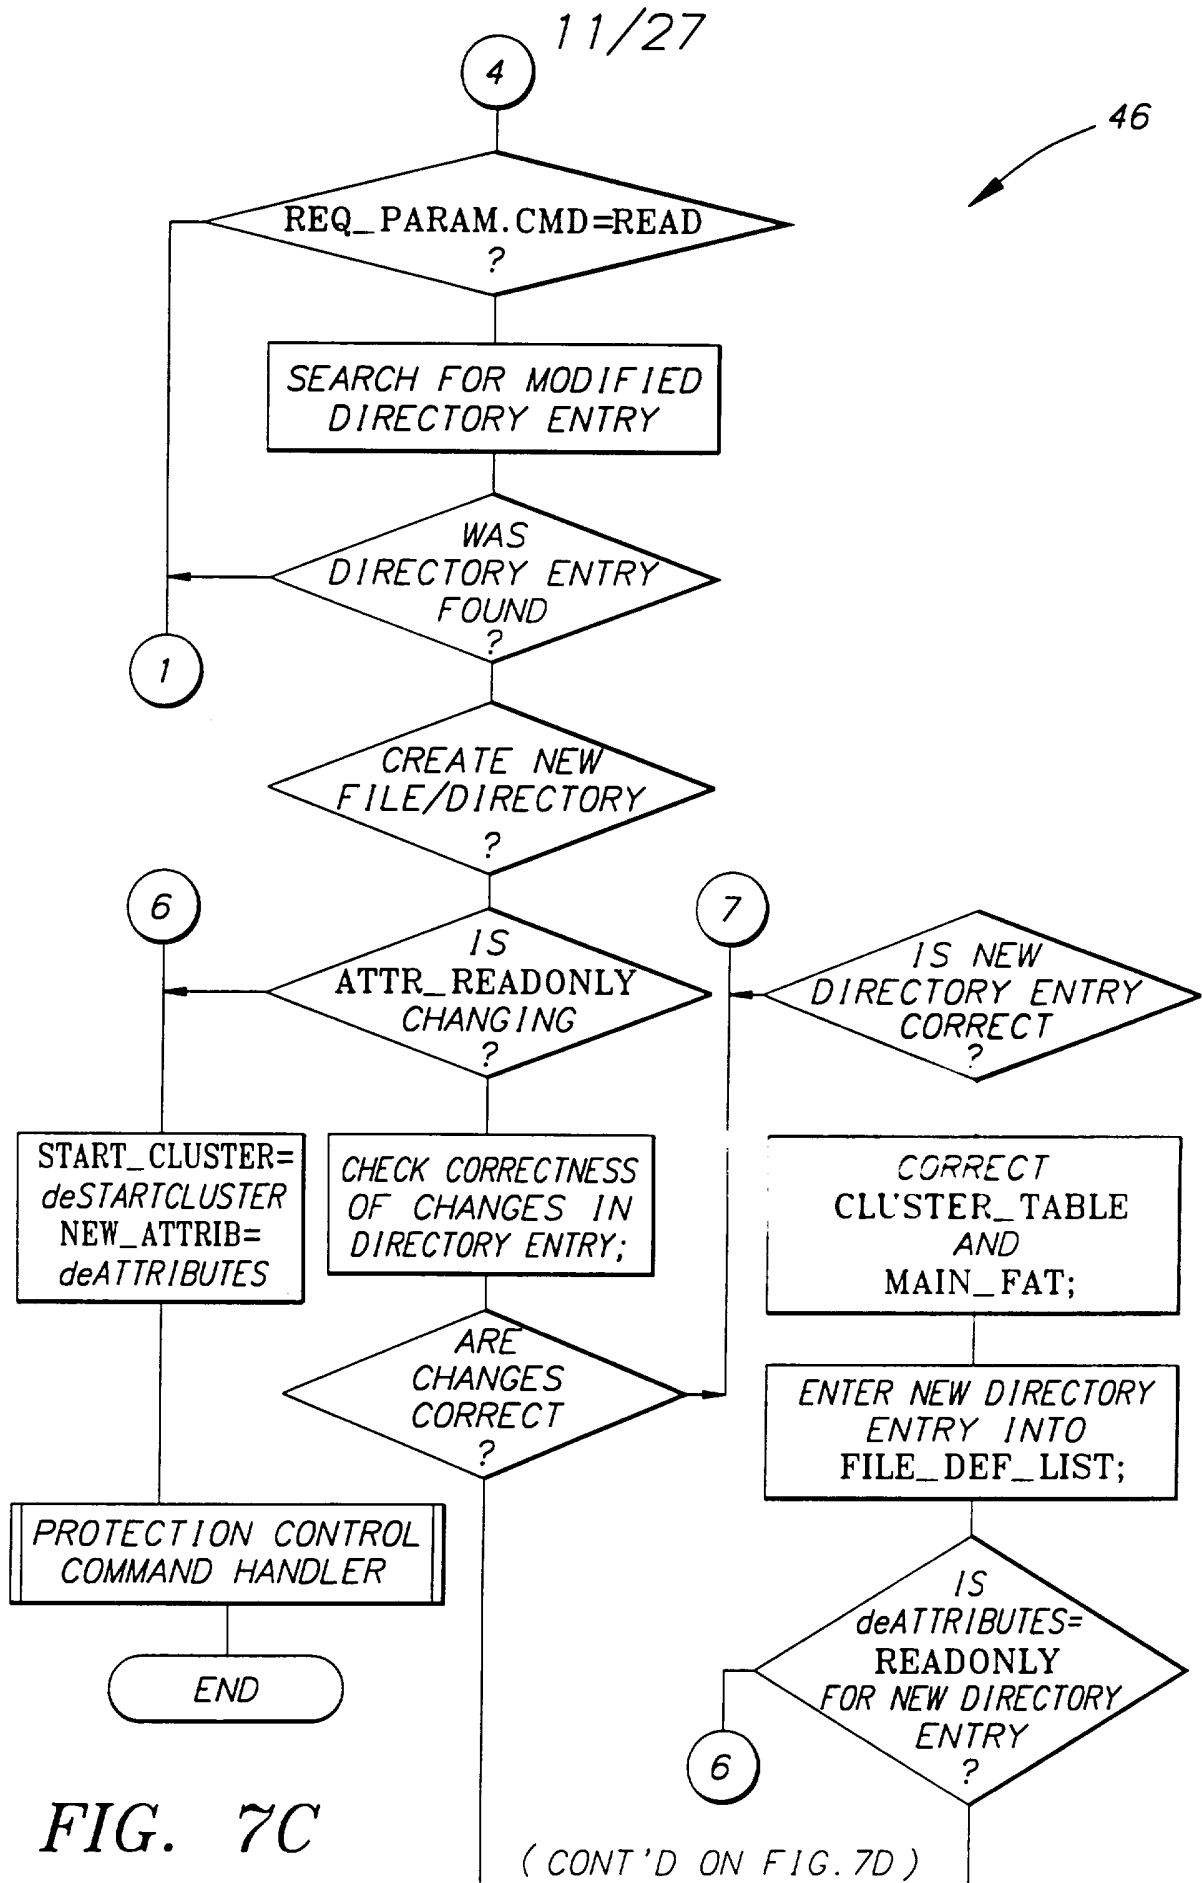 11/27
4
46
REQ_PARAM.CMD=READ
?
SEARCH FOR MODIFIED
DIRECTORY ENTRY
WAS
DIRECTORY ENTRY
FOUND
?
1
CREATE NEW
FILE/DIRECTORY
?
6
IS
ATTR_READONLY
CHANGING
?
7
IS NEW
DIRECTORY ENTRY
CORRECT
?
START_CLUSTER=
deSTARTCLUSTER
NEW_ATTRIB=
deATTRIBUTES
CHECK CORRECTNESS
OF CHANGES IN
DIRECTORY ENTRY;
CORRECT
CLUSTER_TABLE
AND
MAIN_FAT;
ARE
CHANGES
CORRECT
?
ENTER NEW DIRECTORY
ENTRY INTO
FILE_DEF_LIST;
PROTECTION CONTROL
COMMAND HANDLER
END
IS
deATTRIBUTES=
READONLY
FOR NEW DIRECTORY
ENTRY
?
6
FIG. 7C
(CONT'D ON FIG.7D)